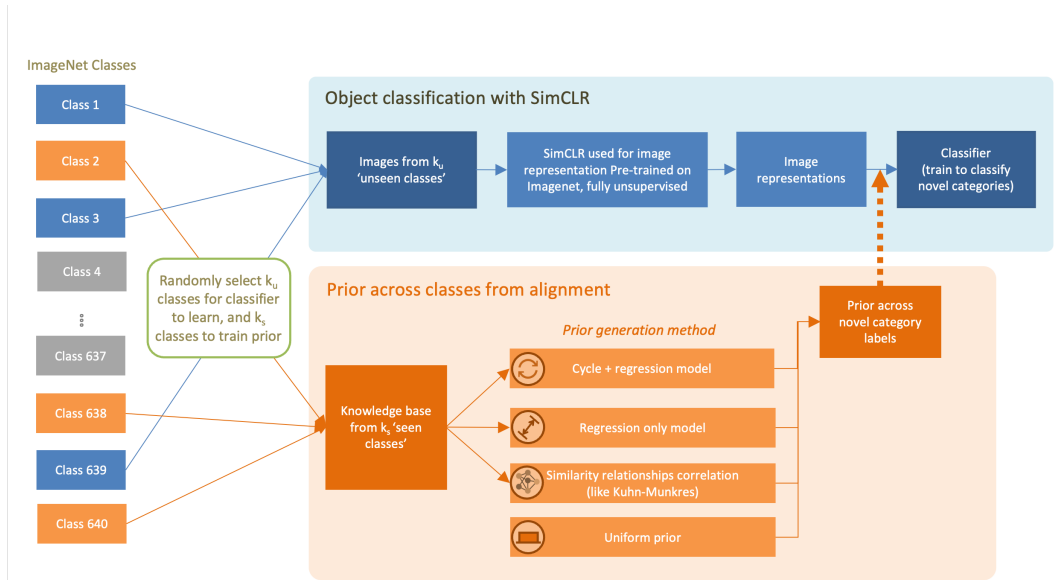 ImageNet Classes
Class 1
Class 2
Class 3
Class 4
Class 637
Class 638
Class 639
Class 640
Randomly select kᵤ
classes for classifier
to learn, and kₛ
classes to train prior
Object classification with SimCLR
Images from kᵤ
‘unseen classes’
SimCLR used for image
representation Pre-trained on
Imagenet, fully unsupervised
Image
representations
Classifier
(train to classify
novel categories)
Prior across classes from alignment
Prior generation method
Knowledge base
from kₛ ‘seen
classes’
Cycle + regression model
Regression only model
Similarity relationships correlation
(like Kuhn-Munkres)
Uniform prior
Prior across
novel category
labels